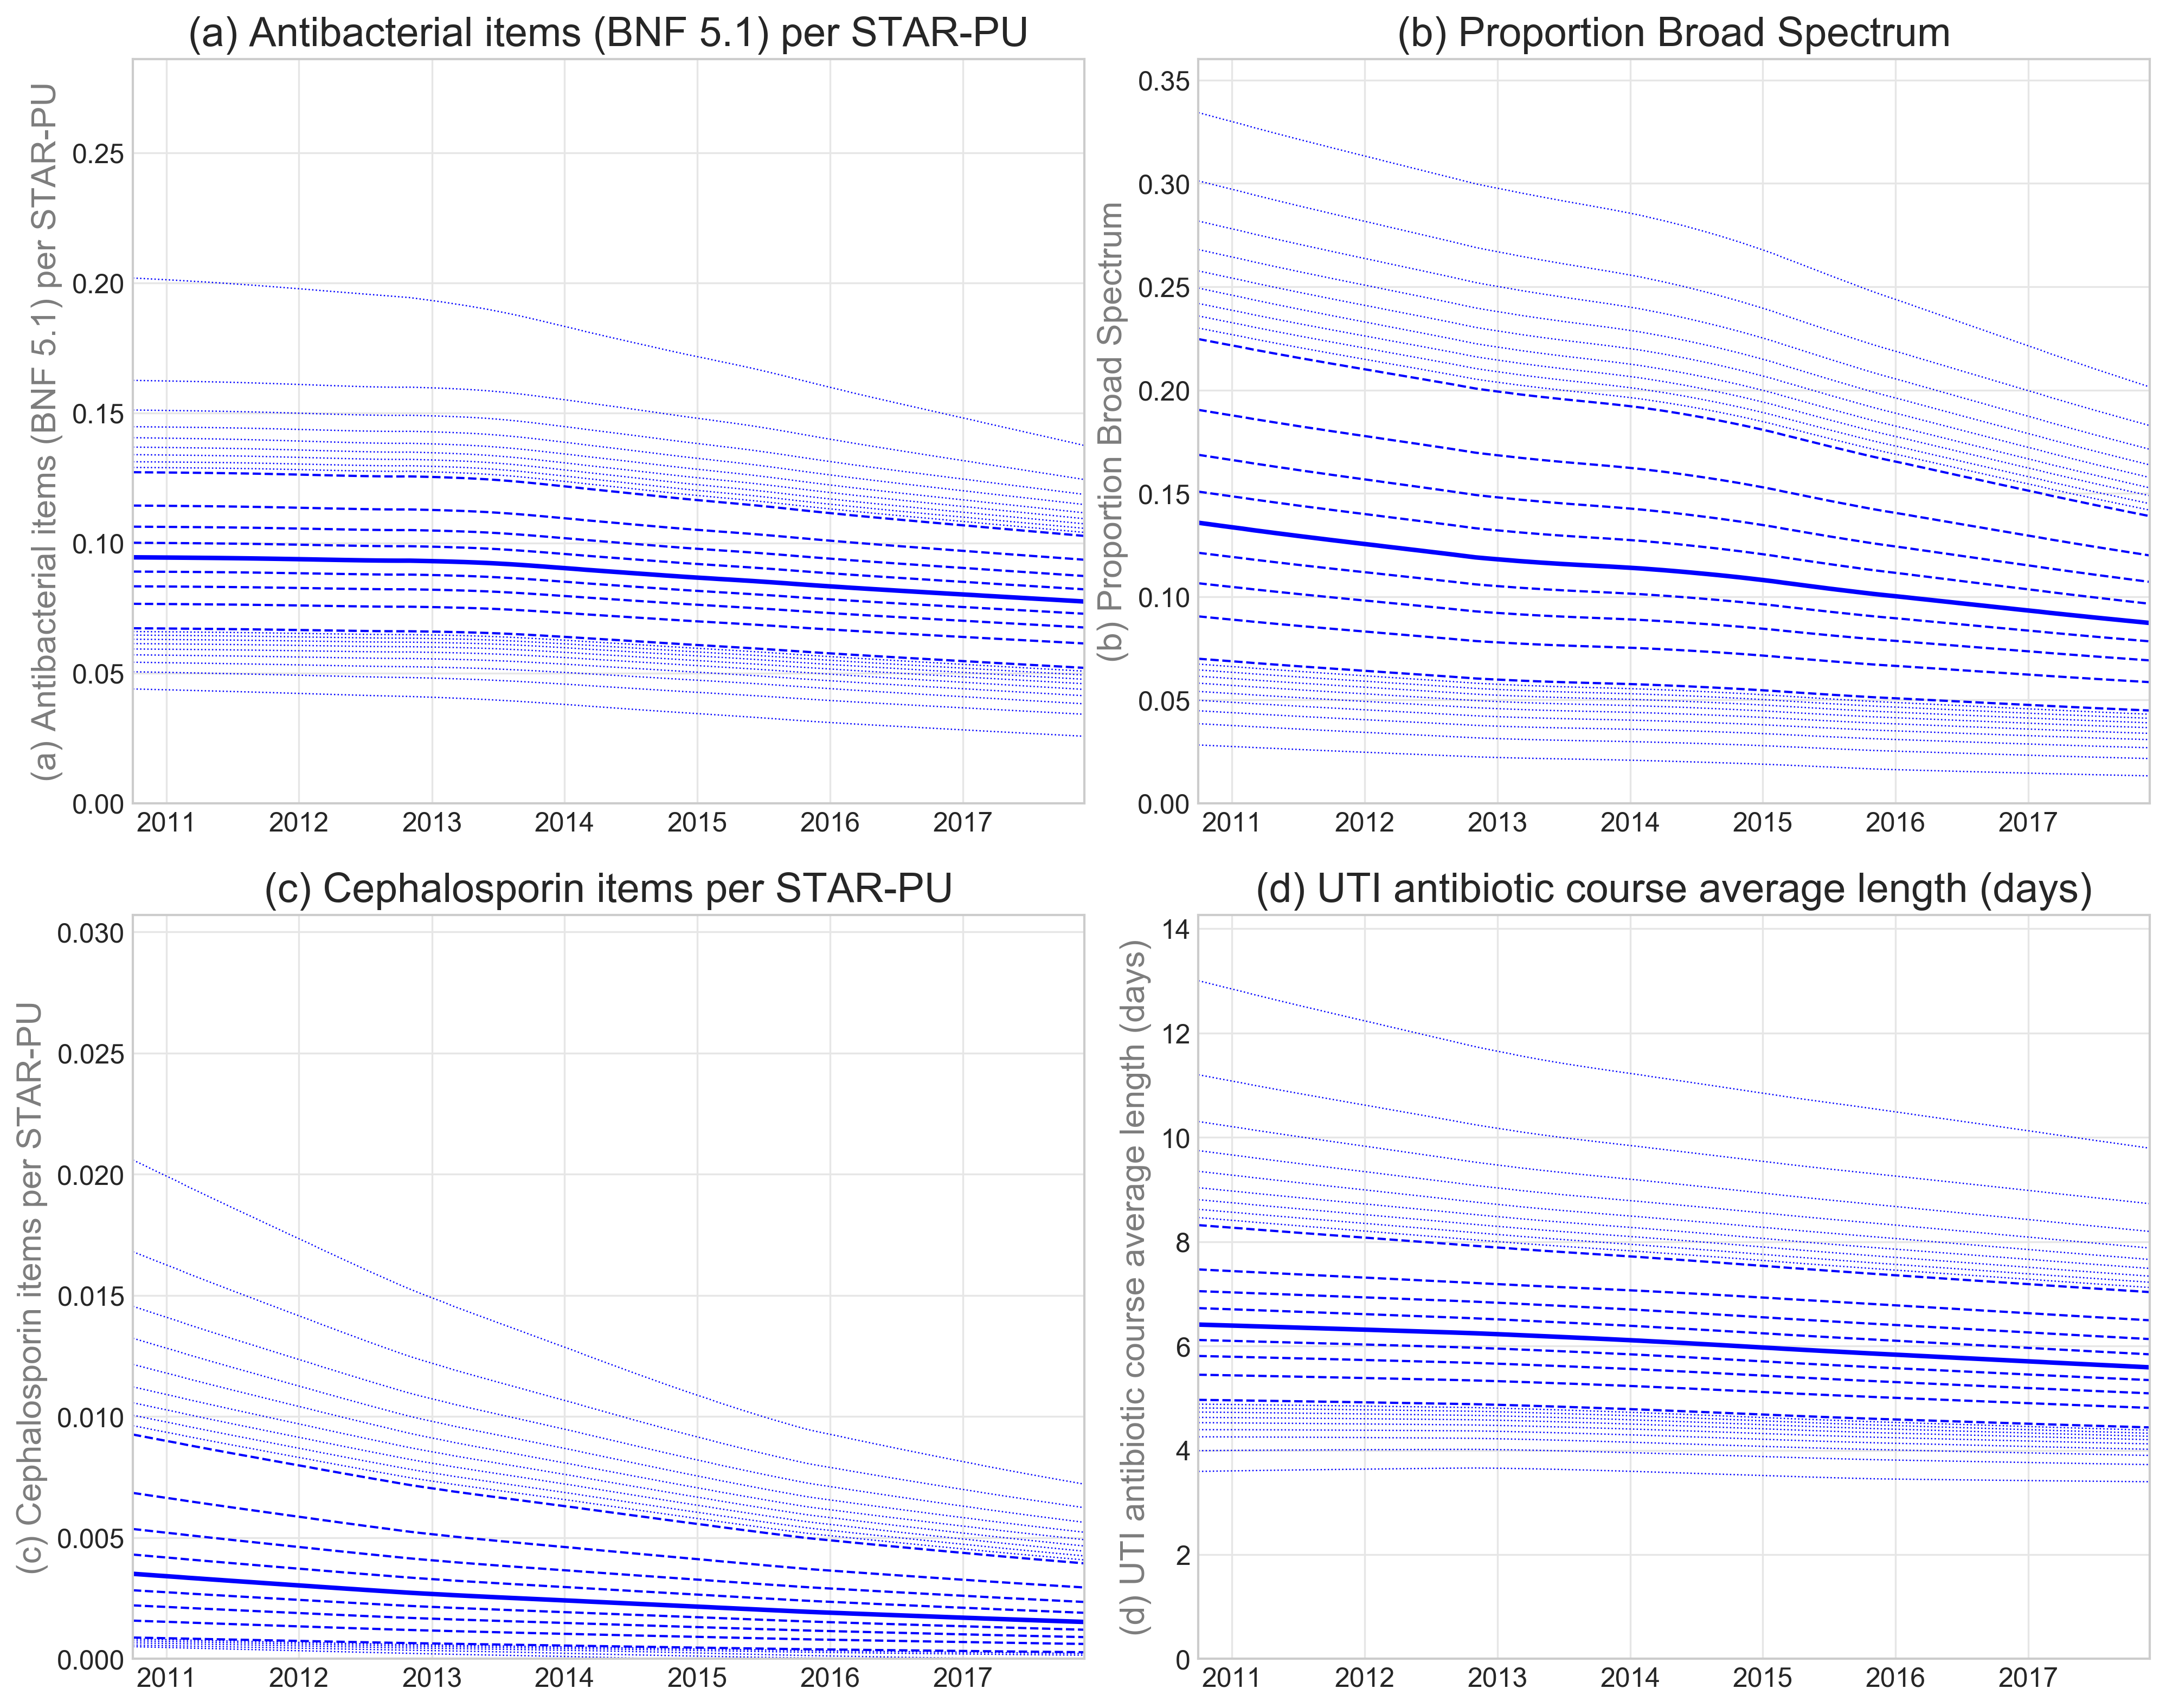 (a) Antibacterial items (BNF 5.1) per STAR-PU
(a) Antibacterial items (BNF 5.1) per STAR-PU
0.25
0.20
0.15
0.10
0.05
0.00
2011 2012 2013 2014 2015 2016 2017
(b) Proportion Broad Spectrum
(b) Proportion Broad Spectrum
0.35
0.30
0.25
0.20
0.15
0.10
0.05
0.00
2011 2012 2013 2014 2015 2016 2017
(c) Cephalosporin items per STAR-PU
(c) Cephalosporin items per STAR-PU
0.030
0.025
0.020
0.015
0.010
0.005
0.000
2011 2012 2013 2014 2015 2016 2017
(d) UTI antibiotic course average length (days)
(d) UTI antibiotic course average length (days)
14
12
10
8
6
4
2
0
2011 2012 2013 2014 2015 2016 2017